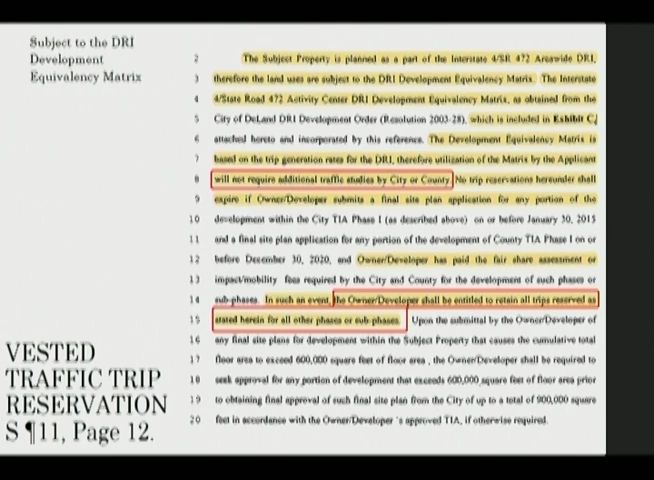 Subject to the DRI
Development
Equivalency Matrix
2 The Subject Property is planned as a part of the Interstate 4/SR 472 Areawide DRI,
3 therefore the land uses are subject to the DRI Development Equivalency Matrix. The Interstate
4 4/State Road 472 Activity Center DRI Development Equivalency Matrix, as obtained from the
5 City of DeLand DRI Development Order (Resolution 2003-28), which is included in Exhibit C,
6 attached hereto and incorporated by this reference. The Development Equivalency Matrix is
7 based on the trip generation rates for the DRI, therefore utilization of the Matrix by the Applicant
8 will not require additional traffic studies by City or County. No trip reservations hereunder shall
9 expire if Owner/Developer submits a final site plan application for any portion of the
10 development within the City TIA Phase I (as described above) on or before January 30, 2015
11 and a final site plan application for any portion of the development of County TIA Phase I on or
12 before December 30, 2020, and Owner/Developer has paid the fair share assessment or
13 impact/mobility fees required by the City and County for the development of such phases or
14 sub-phases. In such an event, the Owner/Developer shall be entitled to retain all trips reserved as
15 stated herein for all other phases or sub-phases. Upon the submittal by the Owner/Developer of
16 any final site plans for development within the Subject Property that causes the cumulative total
17 floor area to exceed 600,000 square feet of floor area , the Owner/Developer shall be required to
18 seek approval for any portion of development that exceeds 600,000 square feet of floor area prior
19 to obtaining final approval of such final site plan from the City of up to a total of 900,000 square
20 feet in accordance with the Owner/Developer 's approved TIA, if otherwise required.
VESTED
TRAFFIC TRIP
RESERVATION
S ¶11, Page 12.